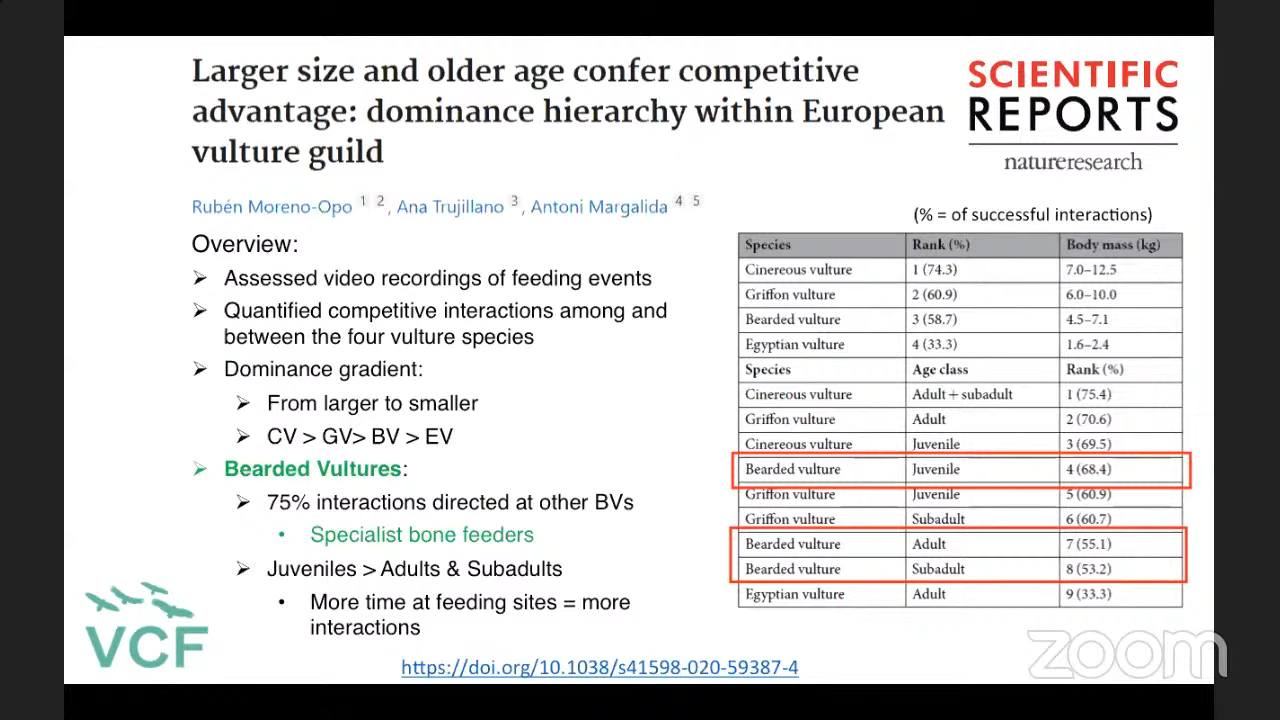 Larger size and older age confer competitive
advantage: dominance hierarchy within European
vulture guild
SCIENTIFIC
REPORTS
natureresearch
Rubén Moreno-Opo 1 2, Ana Trujillano 3, Antoni Margalida 4 5
Overview:
➢ Assessed video recordings of feeding events
➢ Quantified competitive interactions among and
between the four vulture species
➢ Dominance gradient:
➢ From larger to smaller
➢ CV > GV> BV > EV
➢ Bearded Vultures:
➢ 75% interactions directed at other BVs
• Specialist bone feeders
➢ Juveniles > Adults & Subadults
• More time at feeding sites = more
interactions
(% = of successful interactions)
Species Rank (%) Body mass (kg)
Cinereous vulture 1 (74.3) 7.0–12.5
Griffon vulture 2 (60.9) 6.0–10.0
Bearded vulture 3 (58.7) 4.5–7.1
Egyptian vulture 4 (33.3) 1.6–2.4
Species Age class Rank (%)
Cinereous vulture Adult + subadult 1 (75.4)
Griffon vulture Adult 2 (70.6)
Cinereous vulture Juvenile 3 (69.5)
Bearded vulture Juvenile 4 (68.4)
Griffon vulture Juvenile 5 (60.9)
Griffon vulture Subadult 6 (60.7)
Bearded vulture Adult 7 (55.1)
Bearded vulture Subadult 8 (53.2)
Egyptian vulture Adult 9 (33.3)
VCF
https://doi.org/10.1038/s41598-020-59387-4
zoom